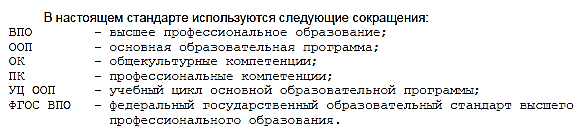 В настоящем стандарте используются следующие сокращения:
ВПО - высшее профессиональное образование;
ООП - основная образовательная программа;
ОК - общекультурные компетенции;
ПК - профессиональные компетенции;
УЦ ООП - учебный цикл основной образовательной программы;
ФГОС ВПО - федеральный государственный образовательный стандарт высшего
профессионального образования.